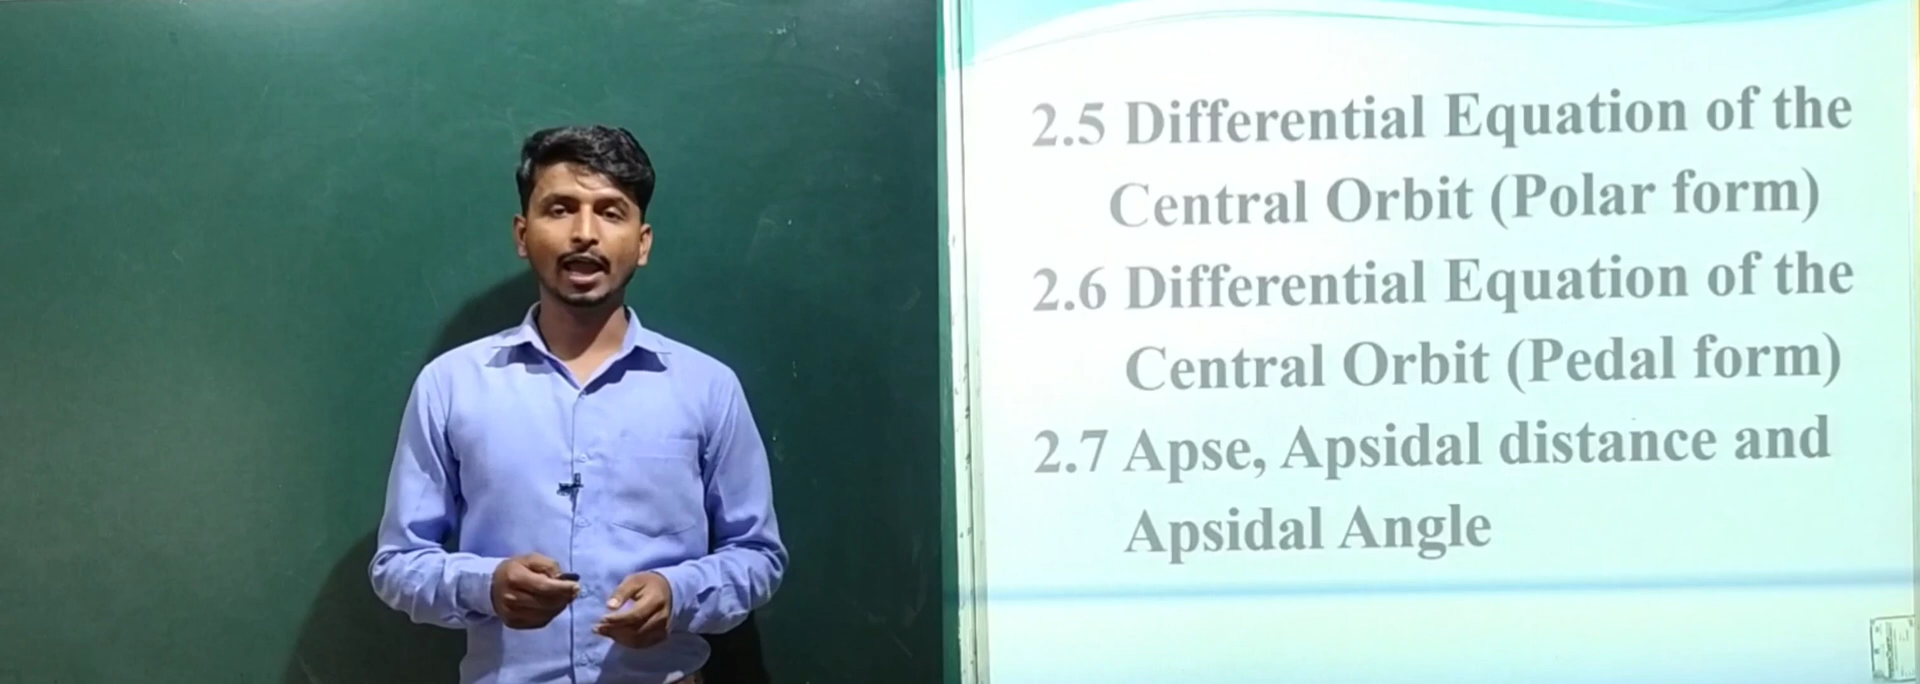 2.5 Differential Equation of the
Central Orbit (Polar form)
2.6 Differential Equation of the
Central Orbit (Pedal form)
2.7 Apse, Apsidal distance and
Apsidal Angle